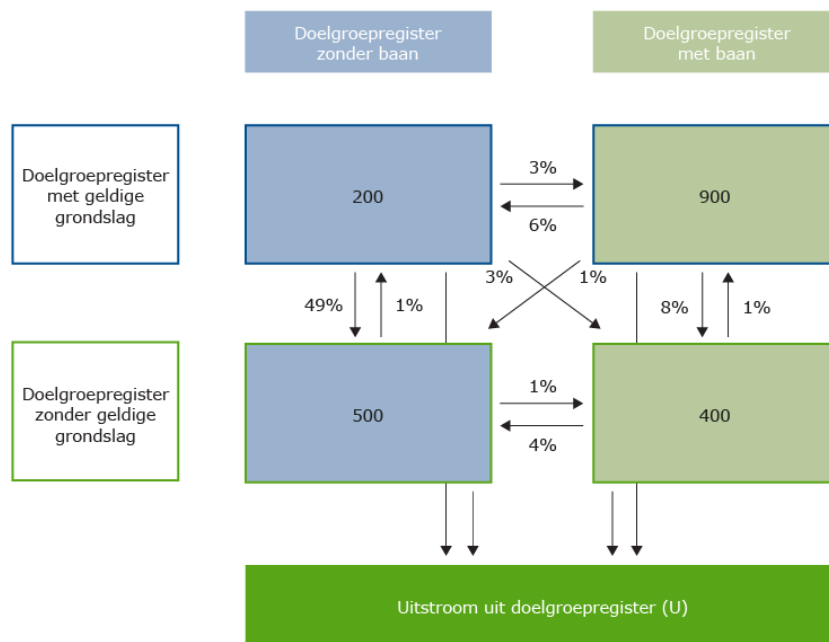 Doelgroepregister
zonder baan
Doelgroepregister
met baan
Doelgroepregister
met geldige
grondslag
200
3%
6%
900
49%
1%
3%
1%
8%
1%
Doelgroepregister
zonder geldige
grondslag
500
1%
4%
400
Uitstroom uit doelgroepregister (U)